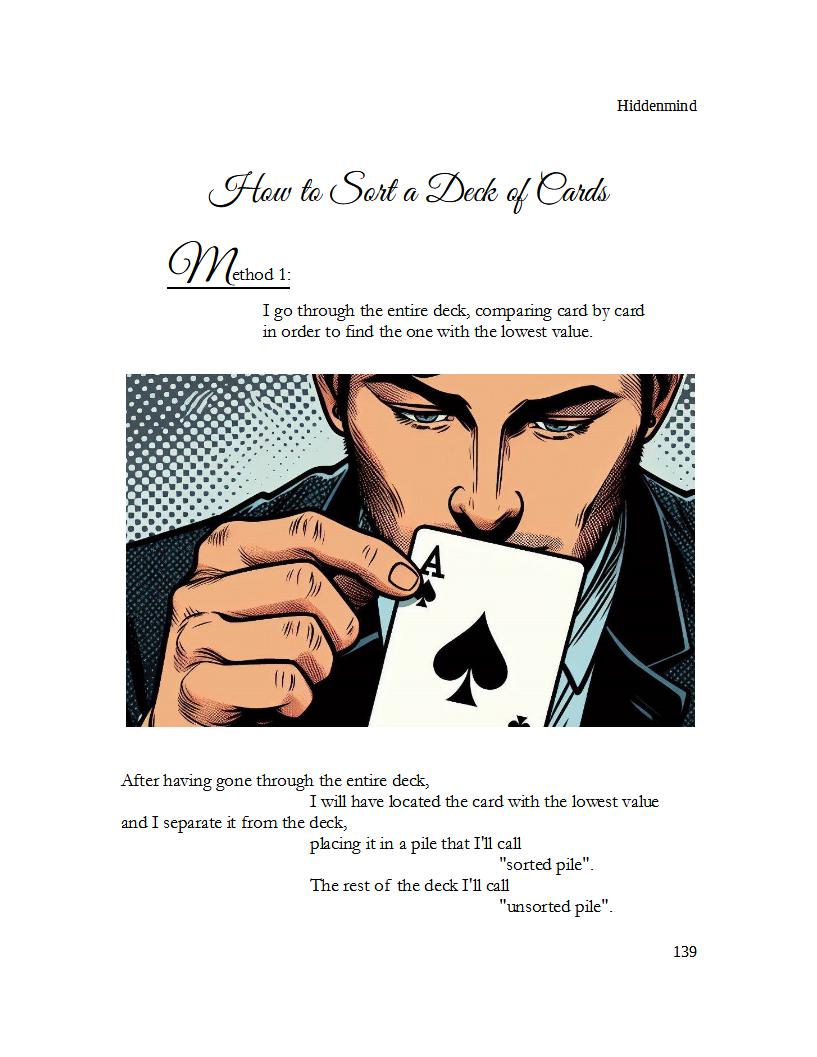 Hiddenmind
How to Sort a Deck of Cards
Method 1:
I go through the entire deck, comparing card by card
in order to find the one with the lowest value.
A
After having gone through the entire deck,
I will have located the card with the lowest value
and I separate it from the deck,
placing it in a pile that I'll call
"sorted pile".
The rest of the deck I'll call
"unsorted pile".
139